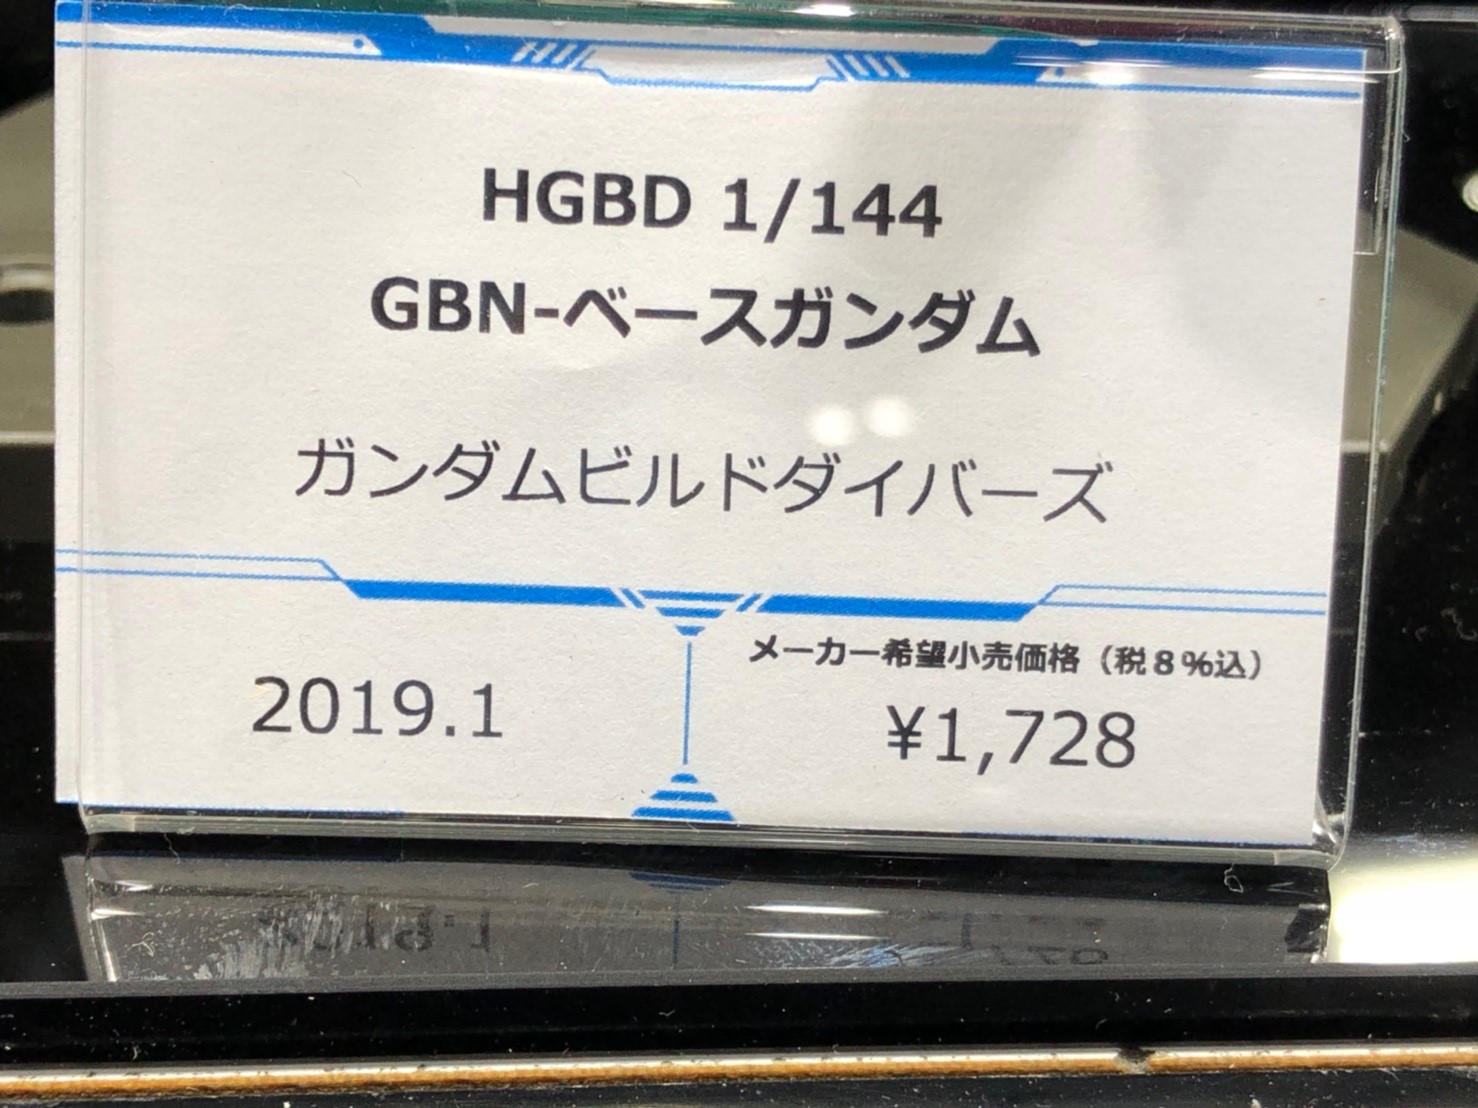 HGBD 1/144
GBN-ベースガンダム
ガンダムビルドダイバーズ
メーカー希望小売価格（税８%込）
2019.1
¥1,728